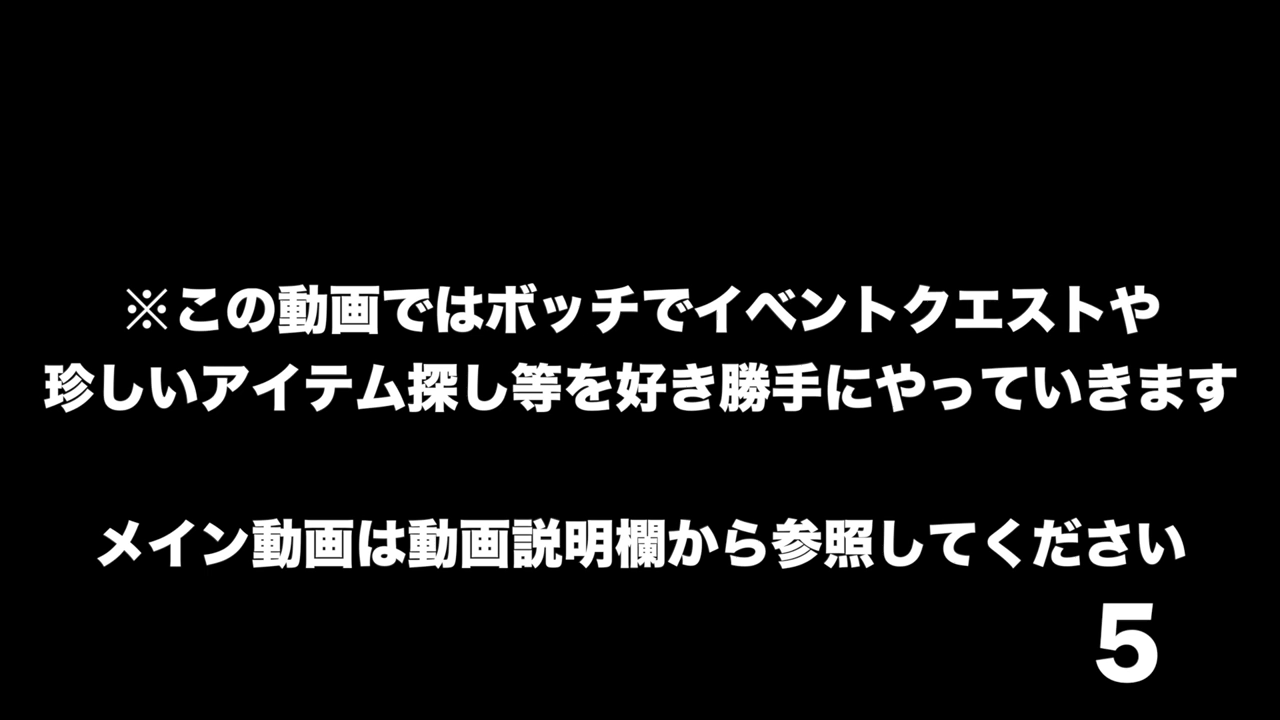 ※この動画ではボッチでイベントクエストや
珍しいアイテム探し等を好き勝手にやっていきます
メイン動画は動画説明欄から参照してください
5